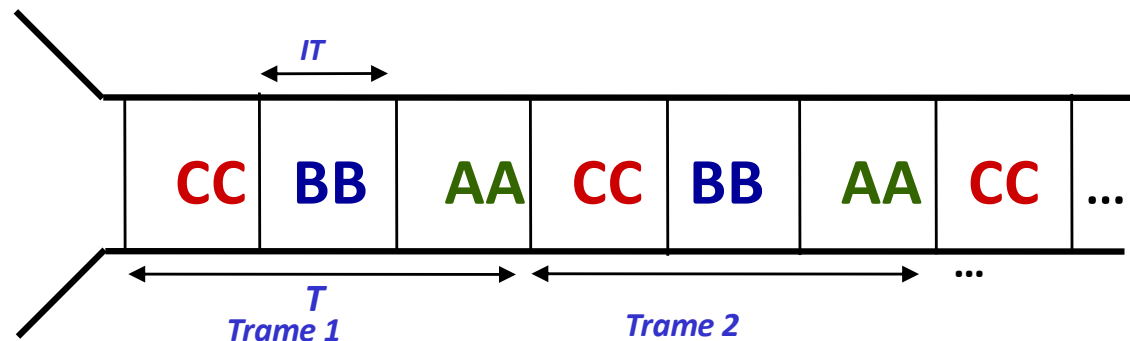 IT
CC BB AA CC BB AA CC ...
...
T
Trame 1 Trame 2